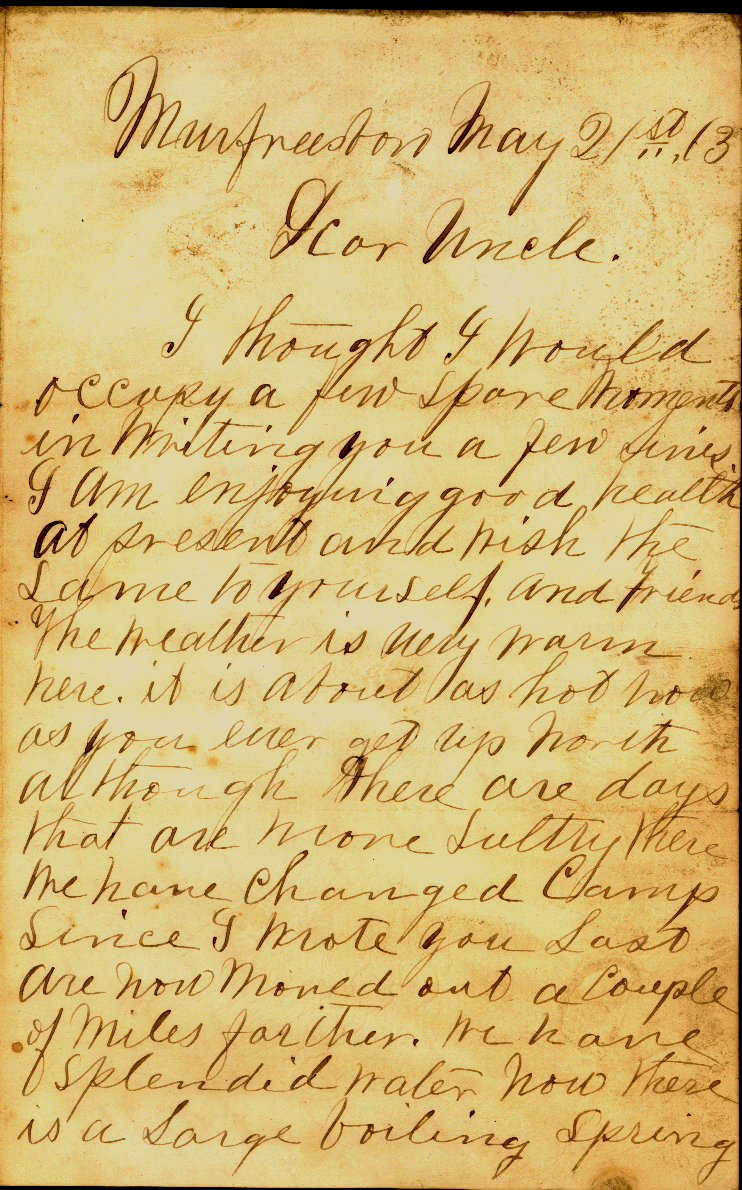 Murfreesboro May 21st. 63
Dear Uncle.
I thought I would
occupy a few spare moments
in writing you a few lines
I am enjoying good health
at present and wish the
same to yourself. and friends
The weather is very warm
here. it is about as hot now
as you ever get up North
although there are days
that are more sultry there
We have changed Camp
since I wrote you Last
are now moved out a couple
of miles farther. We have
splendid water now there
is a Large boiling spring